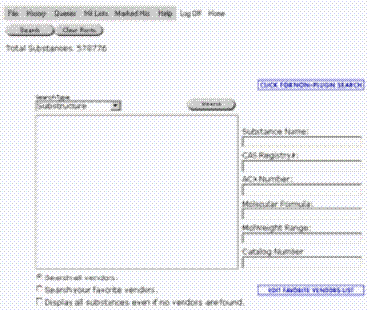 File History Queries Hit Lists Marked Hits Help Log Off Home
Search Clear Form
Total Substances 578776
CLICK FOR NON-PLUGIN SEARCH
Search Type
Substructure Search
Substance Name:
CAS Registry#:
ACX Number:
Molecular Formula:
MolWeight Range:
Catalog Number
Search all vendors.
Search your favorite vendors. EDIT FAVORITE VENDORS LIST
Display all substances even if no vendors are found.